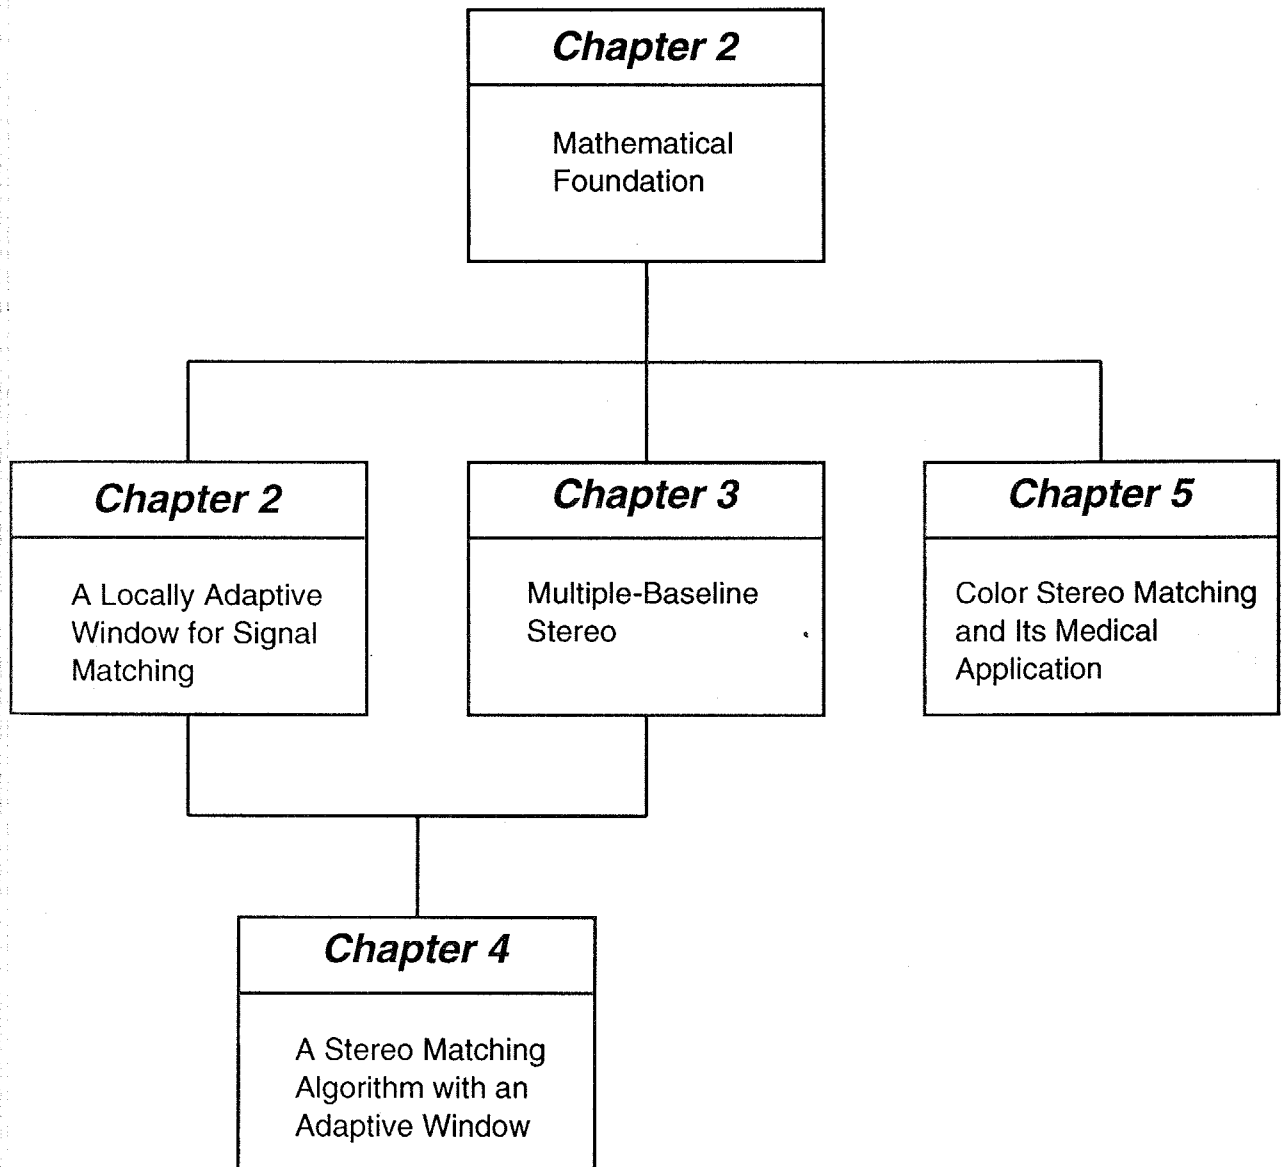 Chapter 2
Mathematical
Foundation
Chapter 2
A Locally Adaptive
Window for Signal
Matching
Chapter 3
Multiple-Baseline
Stereo
Chapter 5
Color Stereo Matching
and Its Medical
Application
Chapter 4
A Stereo Matching
Algorithm with an
Adaptive Window